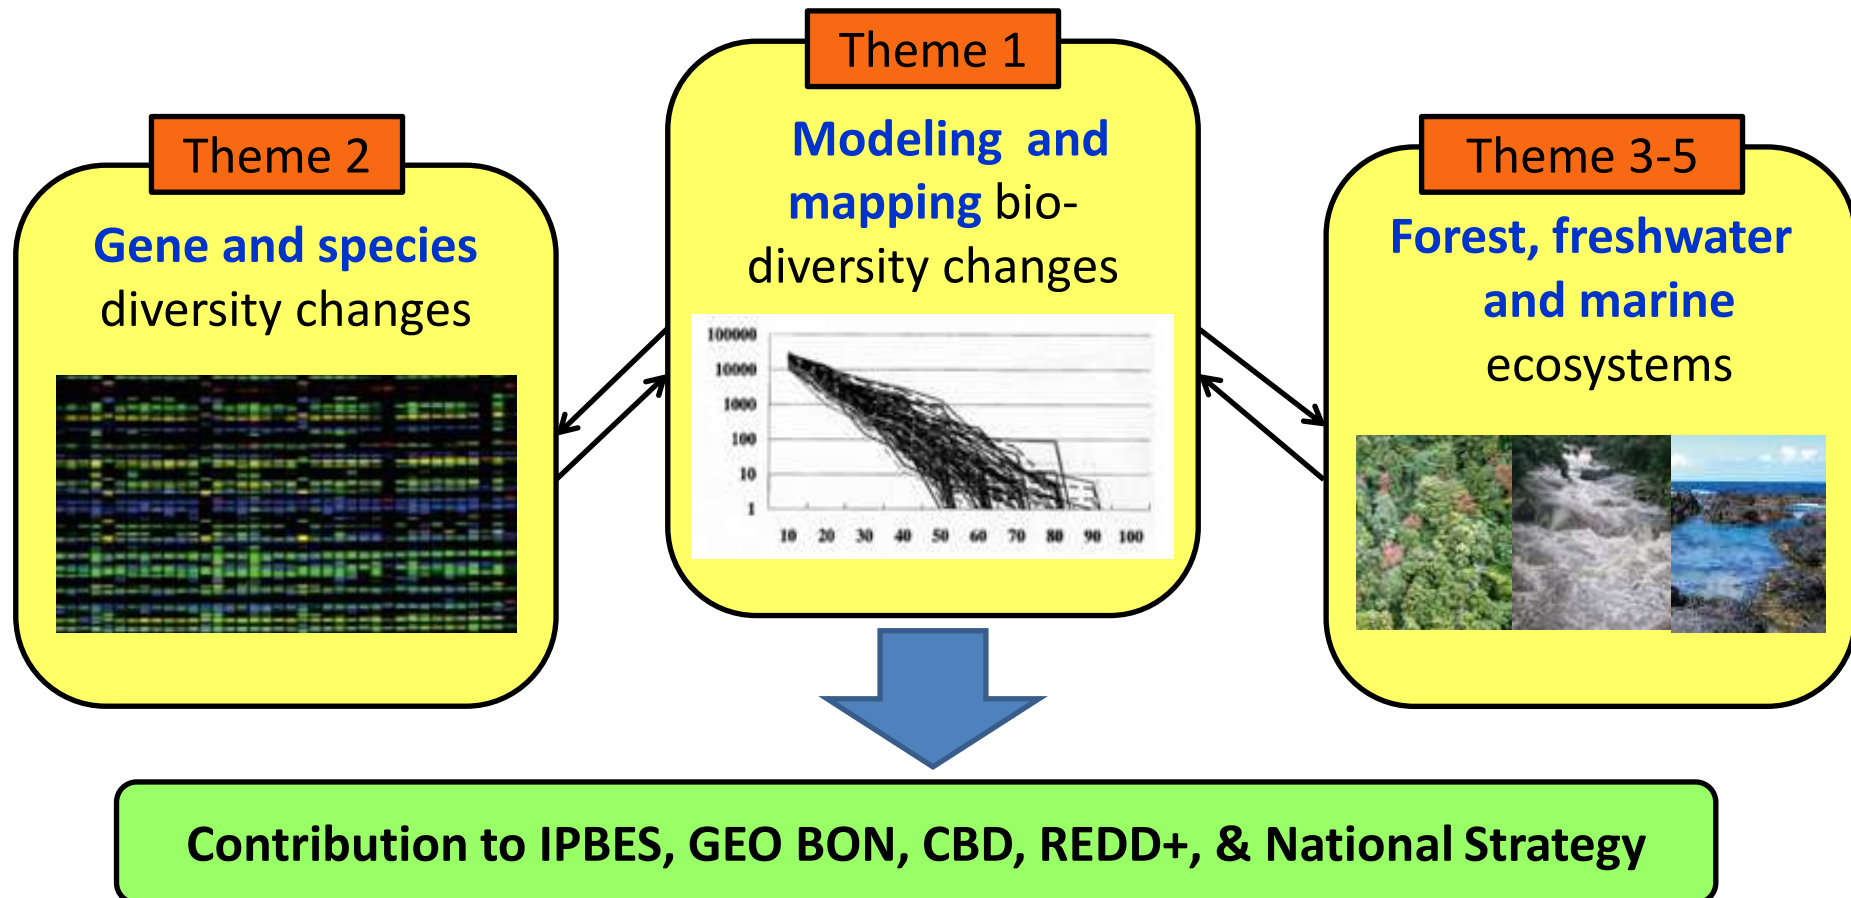 Theme 1
Modeling and
mapping bio-
diversity changes
100000
10000
1000
100
10
1
10 20 30 40 50 60 70 80 90 100
Theme 2
Gene and species
diversity changes
Theme 3-5
Forest, freshwater
and marine
ecosystems
Contribution to IPBES, GEO BON, CBD, REDD+, & National Strategy